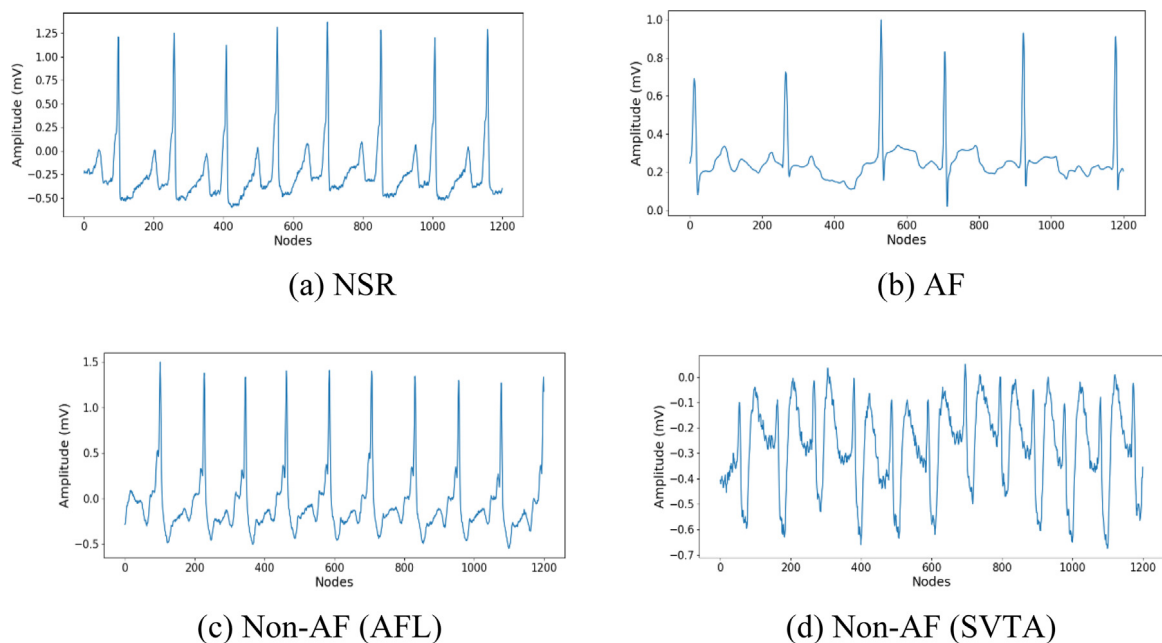 1.25
1.00
0.75
0.50
0.25
0.00
−0.25
−0.50
Amplitude (mV)
0 200 400 600 800 1000 1200
Nodes
(a) NSR
1.0
0.8
0.6
0.4
0.2
0.0
Amplitude (mV)
0 200 400 600 800 1000 1200
Nodes
(b) AF
1.5
1.0
0.5
0.0
−0.5
Amplitude (mV)
0 200 400 600 800 1000 1200
Nodes
(c) Non-AF (AFL)
0.0
−0.1
−0.2
−0.3
−0.4
−0.5
−0.6
−0.7
Amplitude (mV)
0 200 400 600 800 1000 1200
Nodes
(d) Non-AF (SVTA)